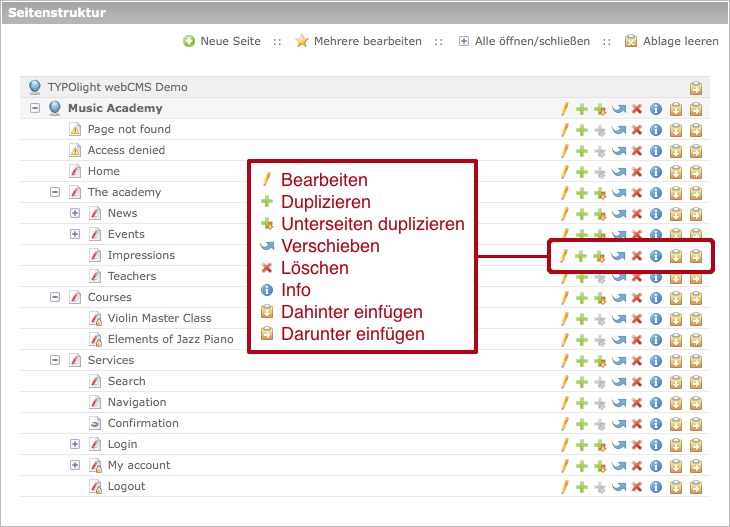 Seitenstruktur
Neue Seite :: Mehrere bearbeiten :: Alle öffnen/schließen :: Ablage leeren
TYPOlight webCMS Demo
Music Academy
Page not found
Access denied
Home
The academy
News
Events
Impressions
Teachers
Courses
Violin Master Class
Elements of Jazz Piano
Services
Search
Navigation
Confirmation
Login
My account
Logout
Bearbeiten
Duplizieren
Unterseiten duplizieren
Verschieben
Löschen
Info
Dahinter einfügen
Darunter einfügen